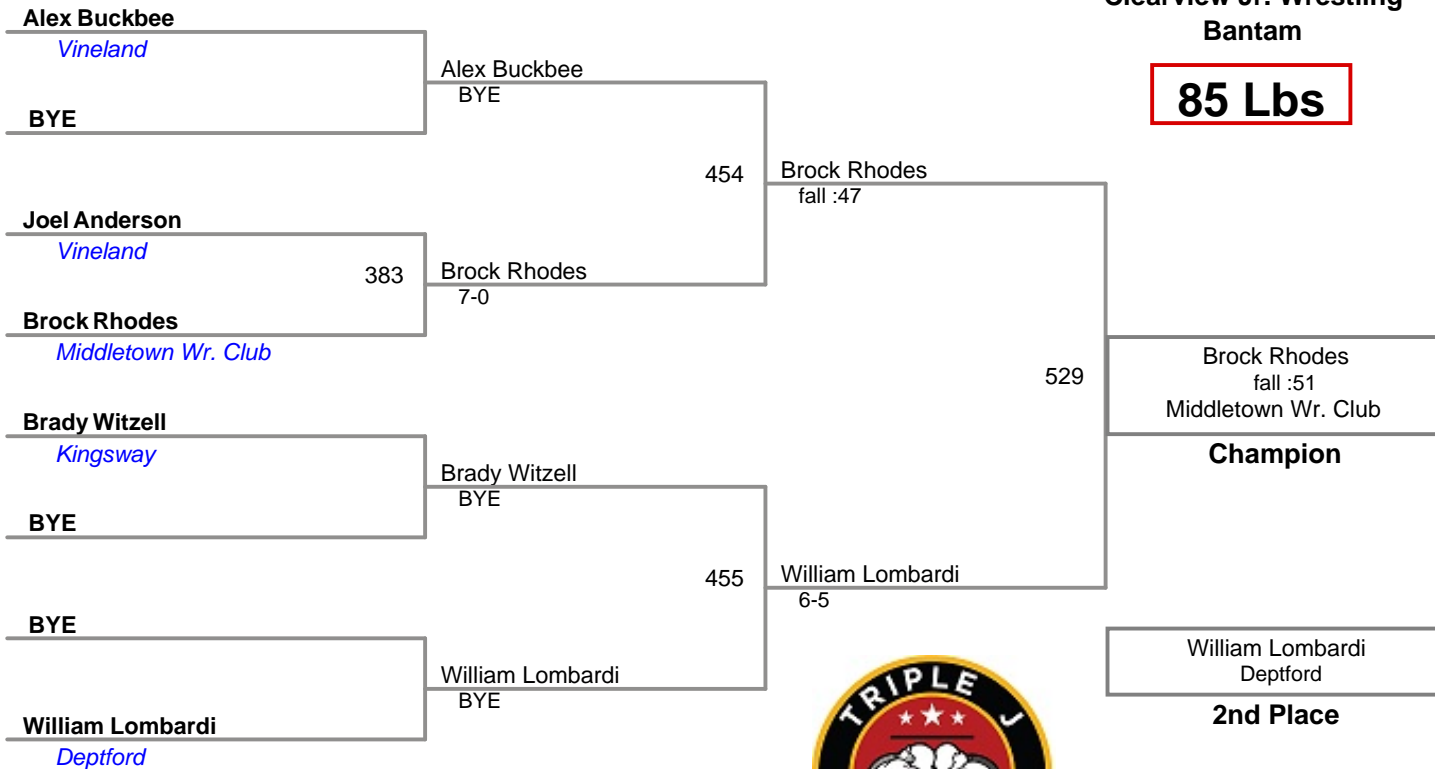 Clearview Jr. Wrestling
Bantam
85 Lbs
Alex Buckbee
Vineland
BYE
Joel Anderson
Vineland
Brock Rhodes
Middletown Wr. Club
Brady Witzell
Kingsway
BYE
BYE
William Lombardi
Deptford
Alex Buckbee
BYE
383
Brock Rhodes
7-0
Brady Witzell
BYE
William Lombardi
BYE
454
Brock Rhodes
fall :47
455
William Lombardi
6-5
529
Brock Rhodes
fall :51
Middletown Wr. Club
Champion
William Lombardi
Deptford
2nd Place
TRIPLE J